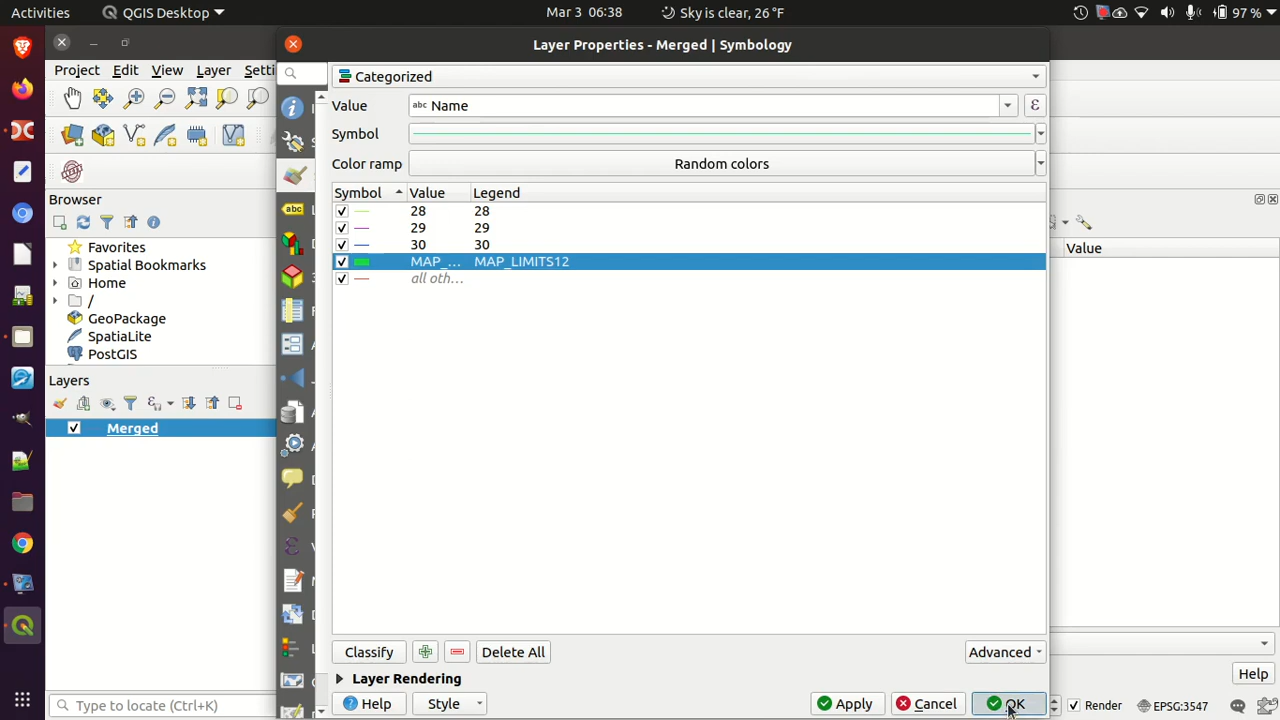 Activities QGIS Desktop Mar 3 06:38 Sky is clear, 26 °F 97 %
Layer Properties - Merged | Symbology
Project Edit View Layer Setti
Categorized
Value abc Name ε
Symbol
Color ramp Random colors
Symbol Value Legend
28 28
29 29
30 30
MAP_... MAP_LIMITS12
all oth...
Browser
Favorites
Spatial Bookmarks
Home
/
GeoPackage
SpatiaLite
PostGIS
Layers
Merged
abc
Value
Classify Delete All Advanced
Layer Rendering
Help Style Apply Cancel OK
Help
Type to locate (Ctrl+K) Render EPSG:3547